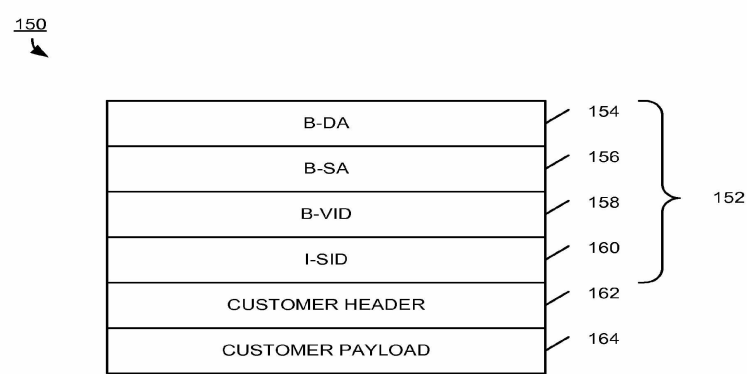 150
B-DA 154
B-SA 156
B-VID 158
152
I-SID 160
CUSTOMER HEADER 162
CUSTOMER PAYLOAD 164